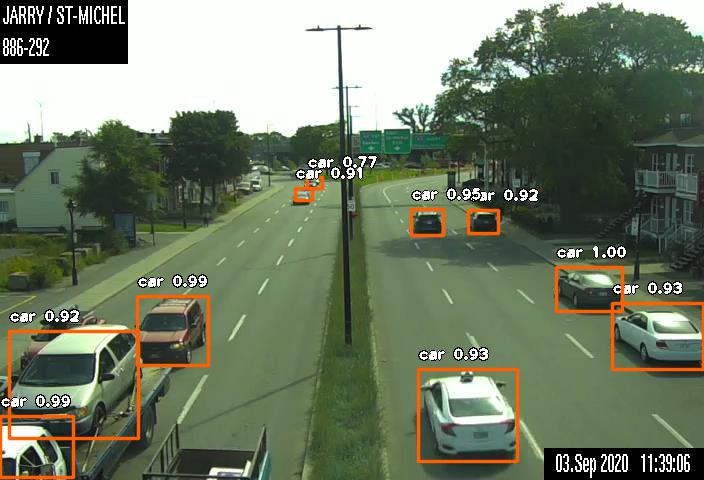 JARRY / ST-MICHEL
886-292
car 0.77
car 0.91
car 0.95
car 0.92
car 1.00
car 0.99
car 0.93
car 0.92
car 0.93
car 0.99
03.Sep 2020 11:39:06